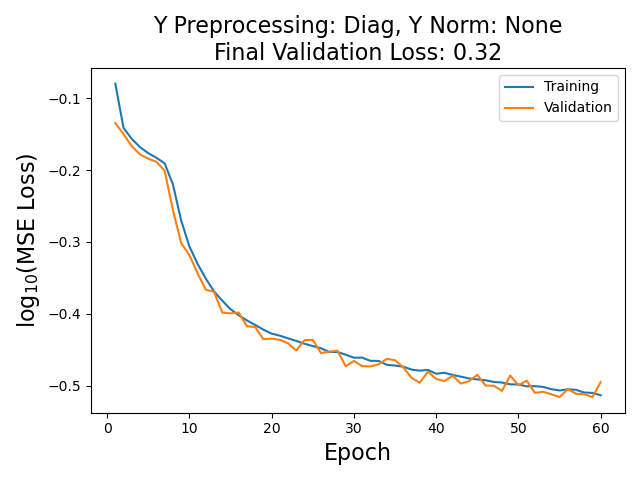 Y Preprocessing: Diag, Y Norm: None
Final Validation Loss: 0.32
Training
Validation
−0.1
−0.2
−0.3
−0.4
−0.5
log₁₀(MSE Loss)
0
10
20
30
40
50
60
Epoch